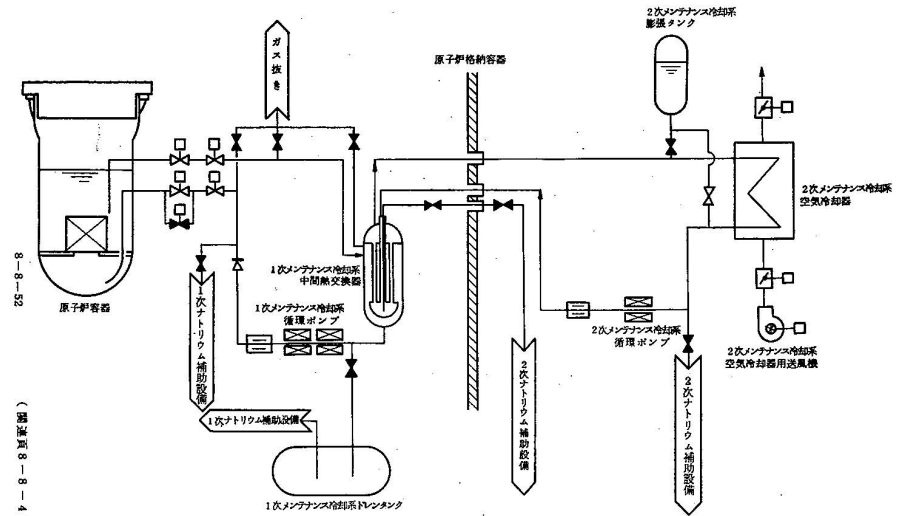 2次メンテナンス冷却系
膨張タンク
ガス抜き
原子炉格納容器
2次メンテナンス冷却系
空気冷却器
1次メンテナンス冷却系
中間熱交換器
8-8-52
原子炉容器
1次ナトリウム補助設備
1次メンテナンス冷却系
循環ポンプ
2次メンテナンス冷却系
循環ポンプ
2次メンテナンス冷却系
空気冷却器用送風機
2次ナトリウム補助設備
2次ナトリウム補助設備
1次ナトリウム補助設備
1次メンテナンス冷却系ドレンタンク
(関連頁8-8-4